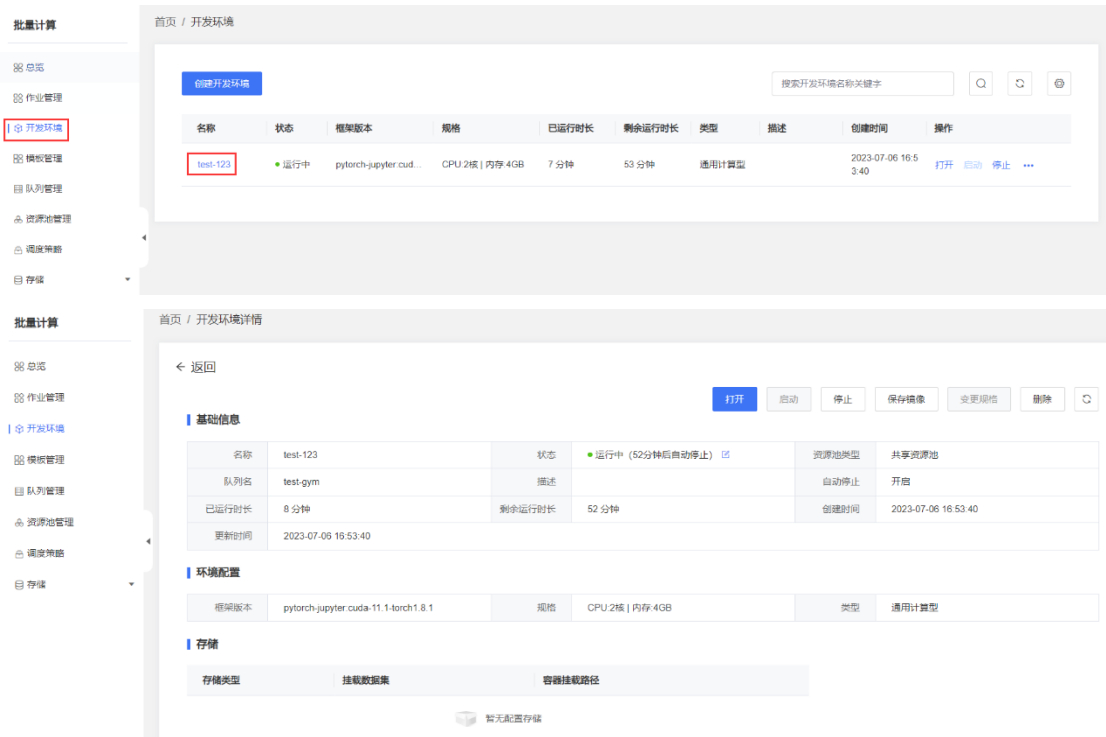 批量计算
首页 / 开发环境
总览
作业管理
开发环境
模板管理
队列管理
资源池管理
调度策略
存储
创建开发环境
搜索开发环境名称关键字
名称 状态 框架版本 规格 已运行时长 剩余运行时长 类型 描述 创建时间 操作
test-123 运行中 pytorch-jupyter:cud... CPU:2核 | 内存:4GB 7 分钟 53 分钟 通用计算型 2023-07-06 16:5 打开 启动 停止 •••
3:40
批量计算
首页 / 开发环境详情
总览
作业管理
开发环境
模板管理
队列管理
资源池管理
调度策略
存储
← 返回
打开 启动 停止 保存镜像 变更规格 删除
基础信息
名称 test-123 状态 运行中（52分钟后自动停止） 资源池类型 共享资源池
队列名 test-gym 描述 自动停止 开启
已运行时长 8 分钟 剩余运行时长 52 分钟 创建时间 2023-07-06 16:53:40
更新时间 2023-07-06 16:53:40
环境配置
框架版本 pytorch-jupyter:cuda-11.1-torch1.8.1 规格 CPU:2核 | 内存:4GB 类型 通用计算型
存储
存储类型 挂载数据集 容器挂载路径
暂无配置存储